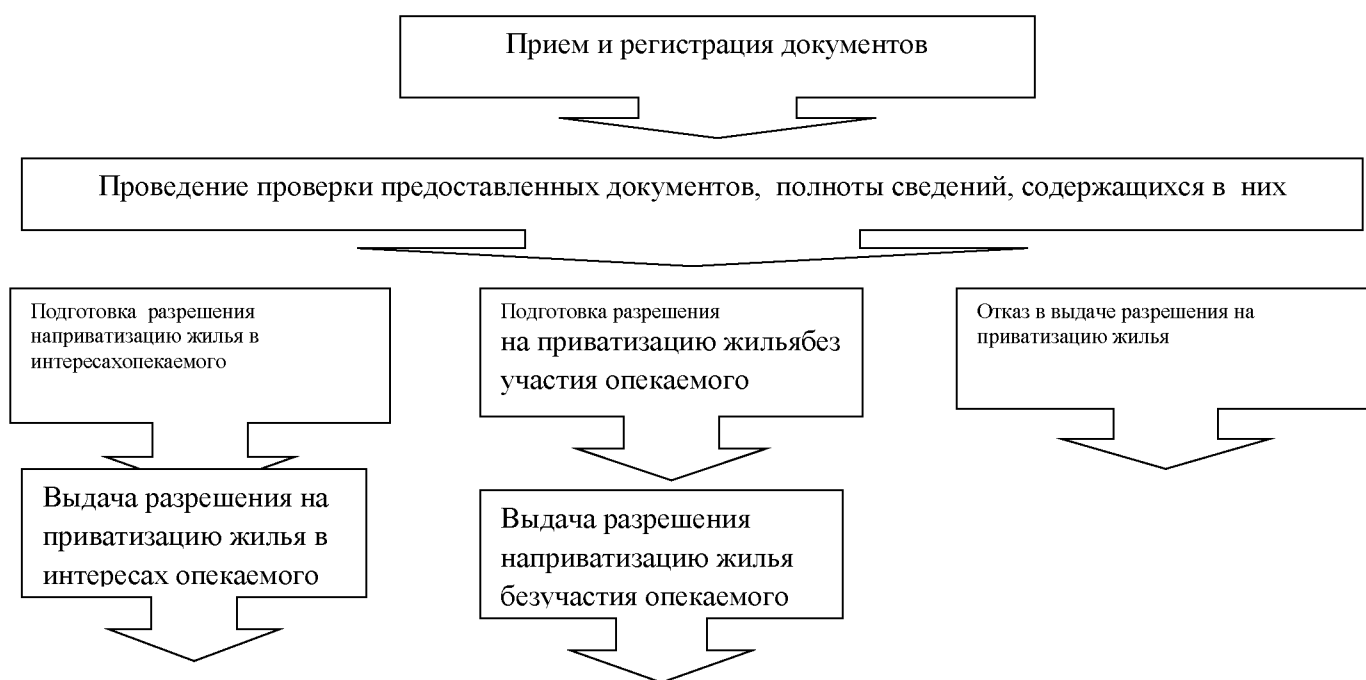 Прием и регистрация документов
Проведение проверки предоставленных документов, полноты сведений, содержащихся в них
Подготовка разрешения
наприватизацию жилья в
интересахопекаемого
Подготовка разрешения
на приватизацию жильябез
участия опекаемого
Отказ в выдаче разрешения на
приватизацию жилья
Выдача разрешения на
приватизацию жилья в
интересах опекаемого
Выдача разрешения
наприватизацию жилья
безучастия опекаемого